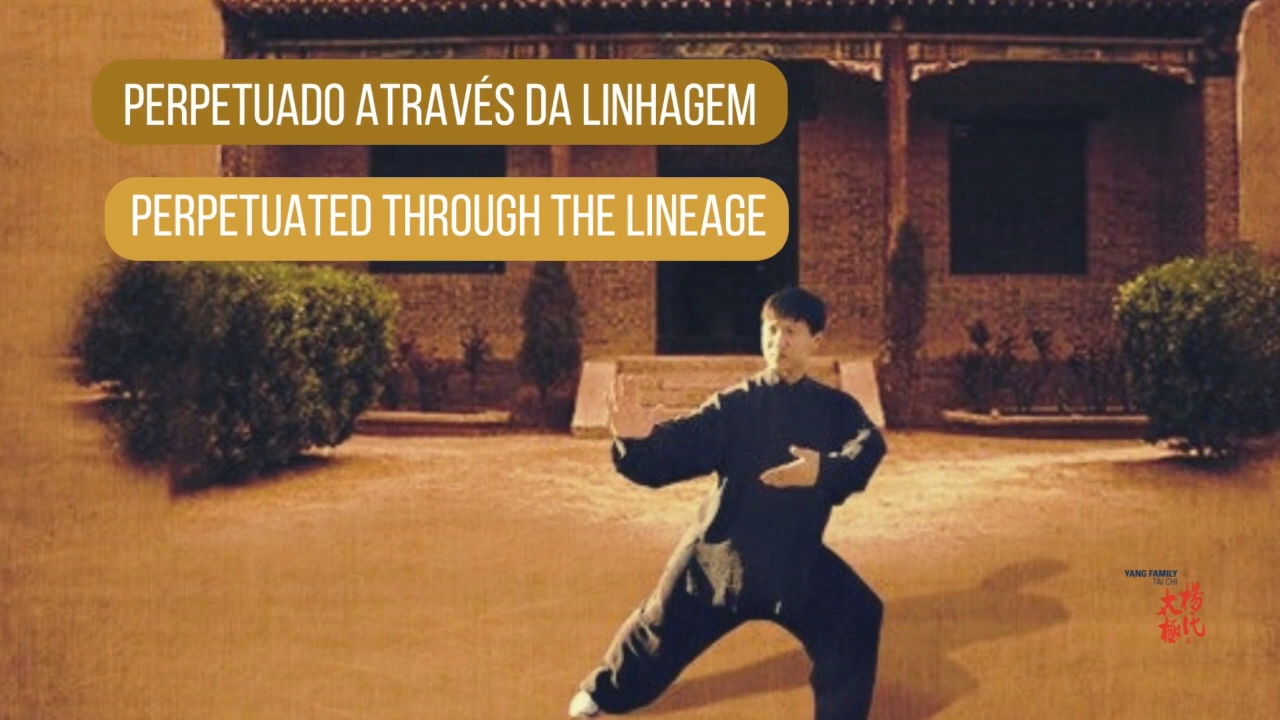 PERPETUADO ATRAVÉS DA LINHAGEM
PERPETUATED THROUGH THE LINEAGE
YANG FAMILY
TAI CHI
楊氏
太極